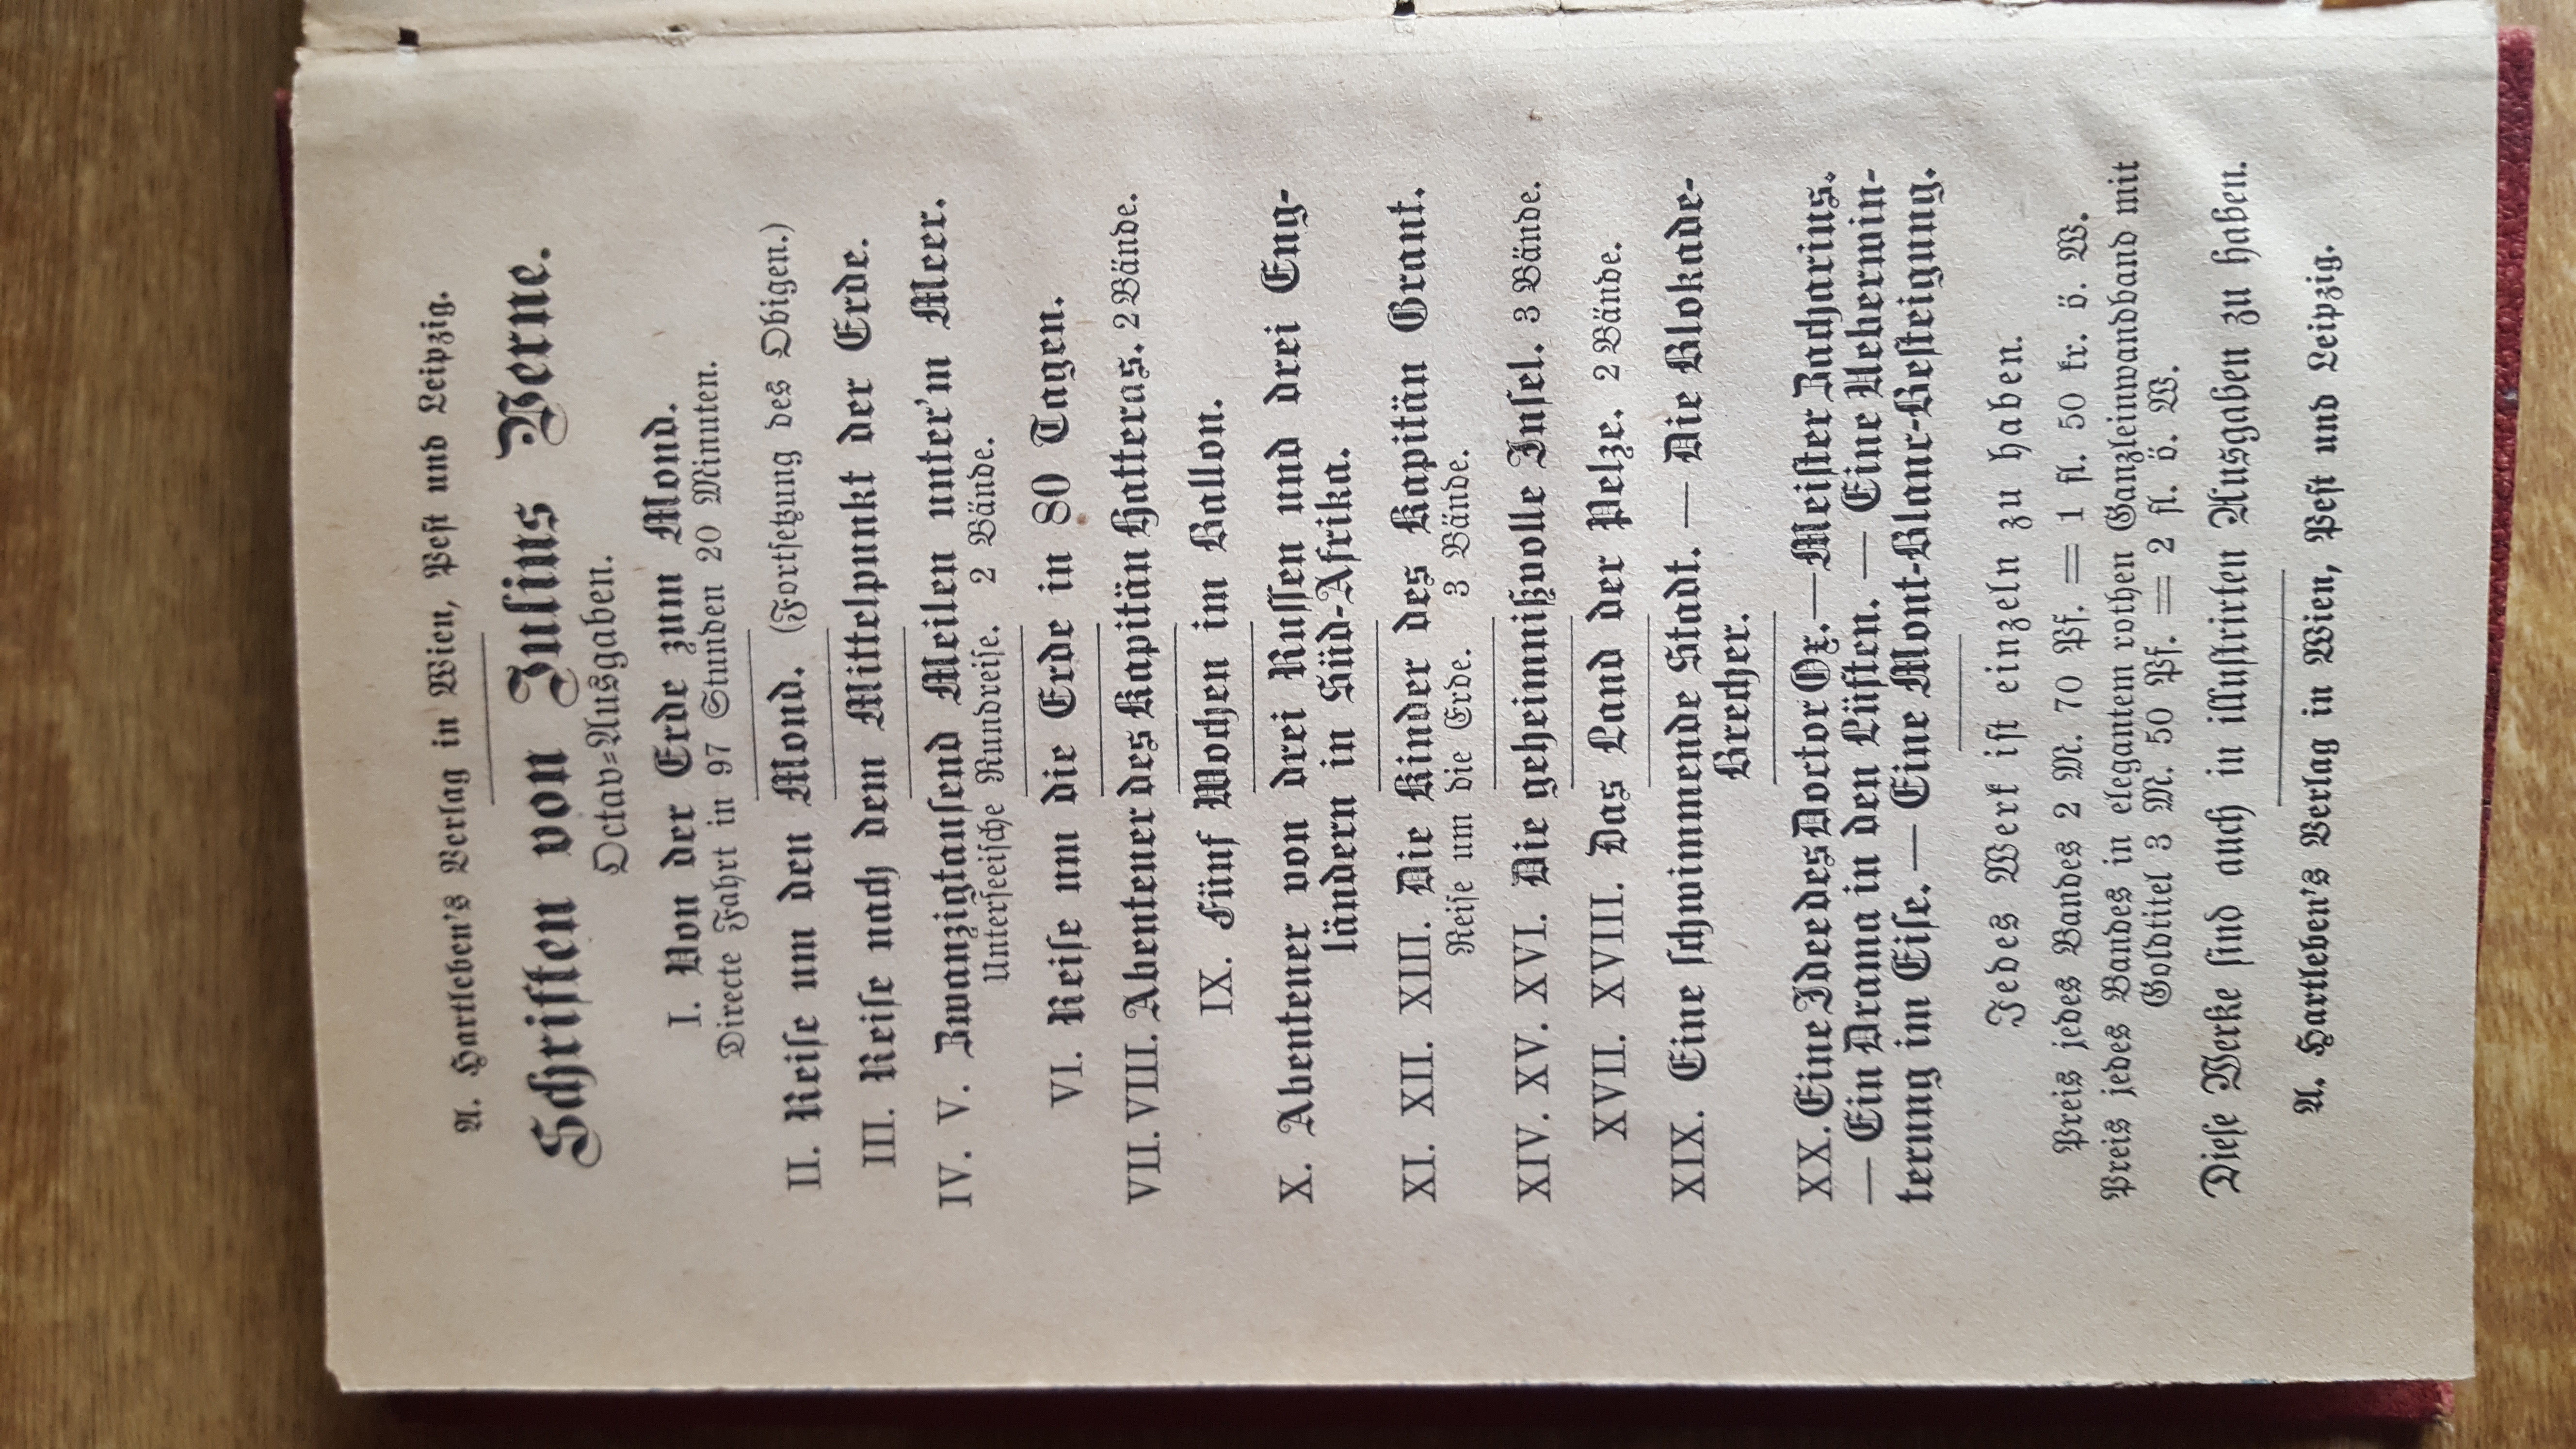 A. Hartleben's Verlag in Wien, Pest und Leipzig.
Schriften von Julius Verne.
Octav-Ausgaben.
I. Von der Erde zum Mond.
Directe Fahrt in 97 Stunden 20 Minuten.
II. Reise um den Mond. (Fortsetzung des Obigen.)
III. Reise nach dem Mittelpunkt der Erde.
IV. V. Zwanzigtausend Meilen unter'm Meer.
Unterseeische Rundreise. 2 Bände.
VI. Reise um die Erde in 80 Tagen.
VII. VIII. Abenteuer des Kapitän Hatteras. 2 Bände.
IX. Fünf Wochen im Ballon.
X. Abenteuer von drei Russen und drei Eng-
ländern in Süd-Afrika.
XI. XII. XIII. Die Kinder des Kapitän Grant.
Reise um die Erde. 3 Bände.
XIV. XV. XVI. Die geheimnißvolle Insel. 3 Bände.
XVII. XVIII. Das Land der Pelze. 2 Bände.
XIX. Eine schwimmende Stadt. — Die Blokade-
Brecher.
XX. Eine Idee des Doctor Ox. — Meister Zacharius.
— Ein Drama in den Lüften. — Eine Ueberwin-
terung im Eise. — Eine Mont-Blanc-Besteigung.
Jedes Werk ist einzeln zu haben.
Preis jedes Bandes 2 M. 70 Pf. = 1 fl. 50 kr. ö. W.
Preis jedes Bandes in elegantem rothen Ganzleinwandband mit
Goldtitel 3 M. 50 Pf. = 2 fl. ö. W.
Diese Werke sind auch in illustrirten Ausgaben zu haben.
A. Hartleben's Verlag in Wien, Pest und Leipzig.